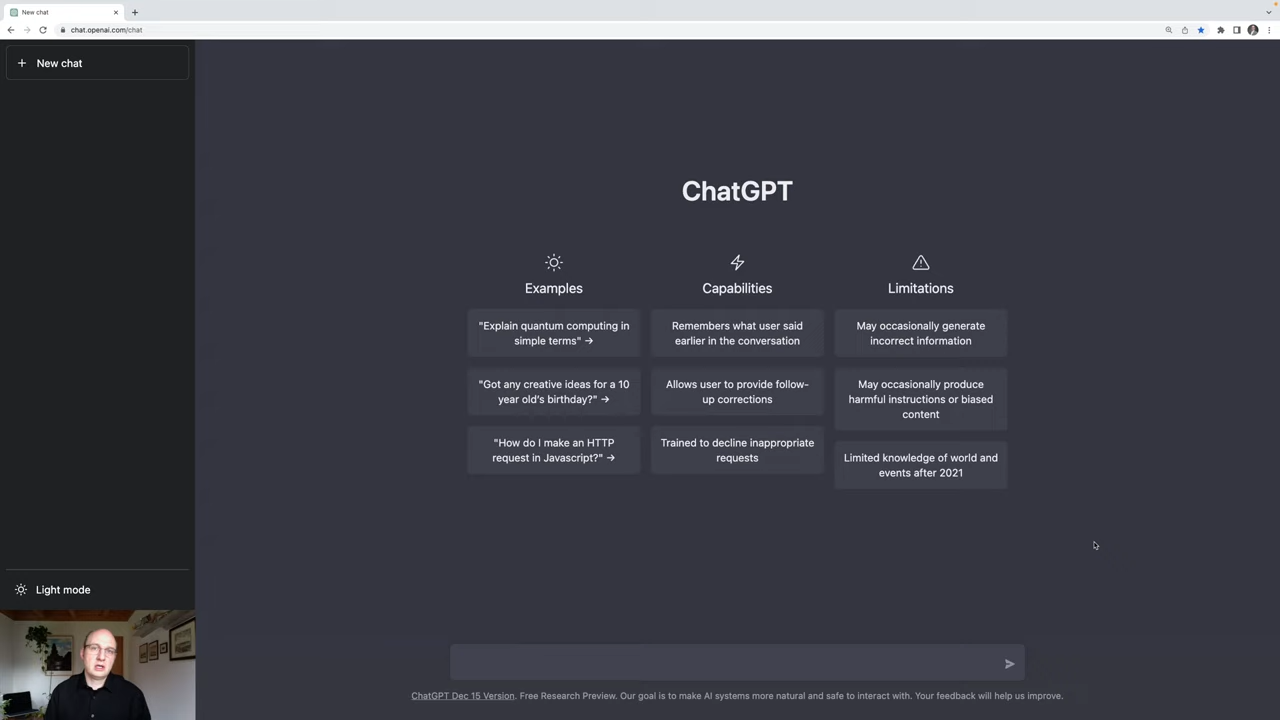 New chat
chat.openai.com/chat
New chat
ChatGPT
Examples
"Explain quantum computing in
simple terms" →
"Got any creative ideas for a 10
year old's birthday?" →
"How do I make an HTTP
request in Javascript?" →
Capabilities
Remembers what user said
earlier in the conversation
Allows user to provide follow-
up corrections
Trained to decline inappropriate
requests
Limitations
May occasionally generate
incorrect information
May occasionally produce
harmful instructions or biased
content
Limited knowledge of world and
events after 2021
Light mode
ChatGPT Dec 15 Version. Free Research Preview. Our goal is to make AI systems more natural and safe to interact with. Your feedback will help us improve.